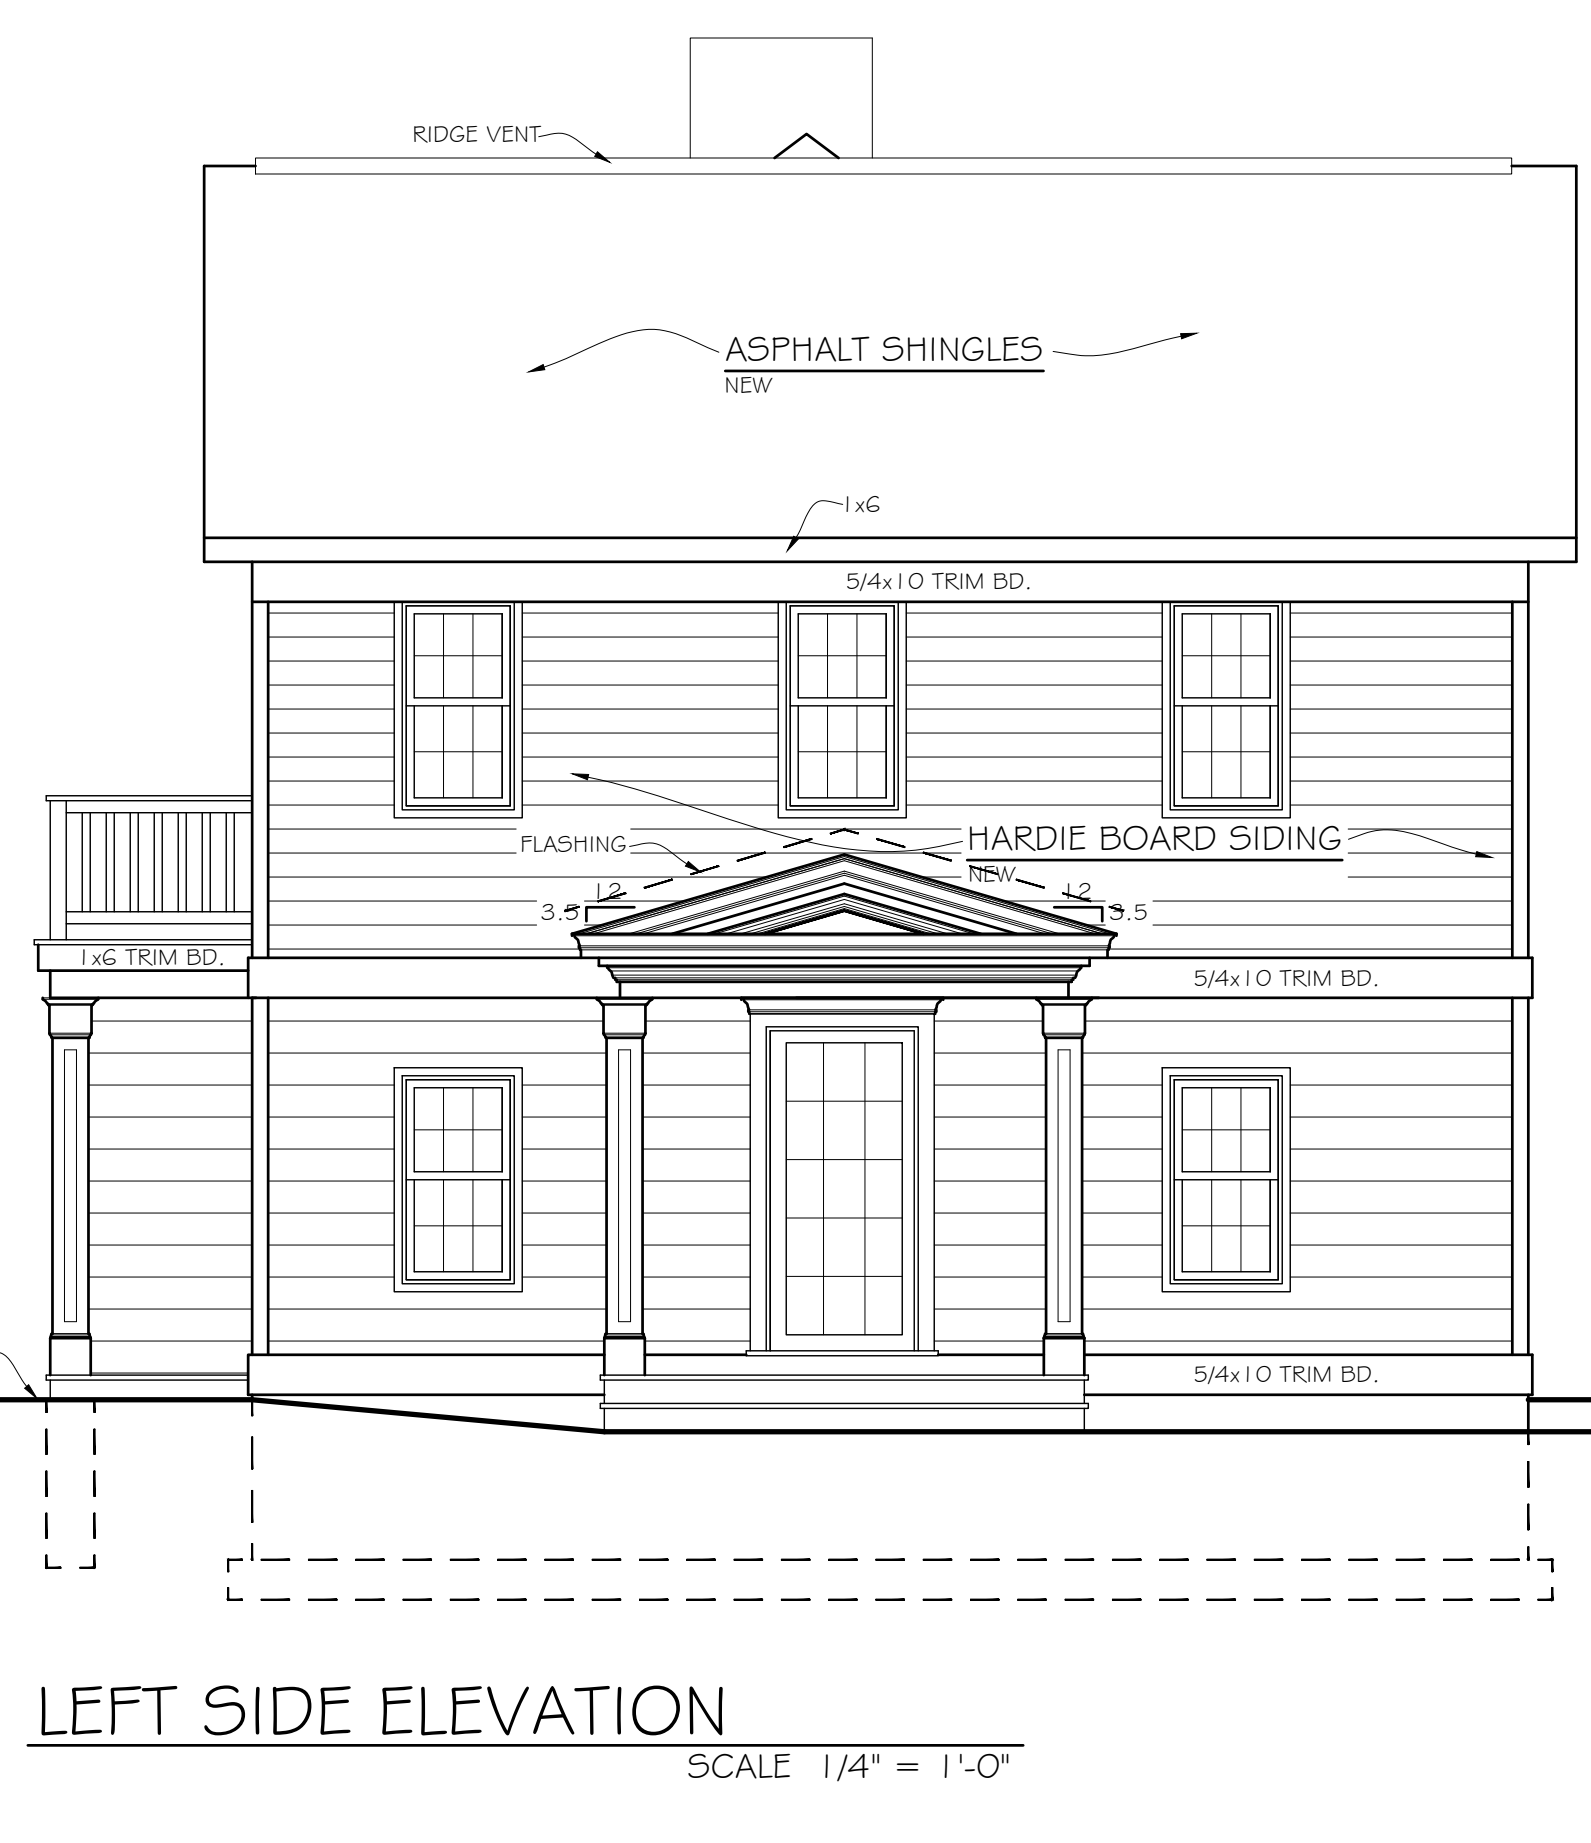 RIDGE VENT
ASPHALT SHINGLES
NEW
1x6
5/4x10 TRIM BD.
HARDIE BOARD SIDING
FLASHING
NEW
12
12
3.5
3.5
1x6 TRIM BD.
5/4x10 TRIM BD.
5/4x10 TRIM BD.
LEFT SIDE ELEVATION
SCALE 1/4" = 1'-0"